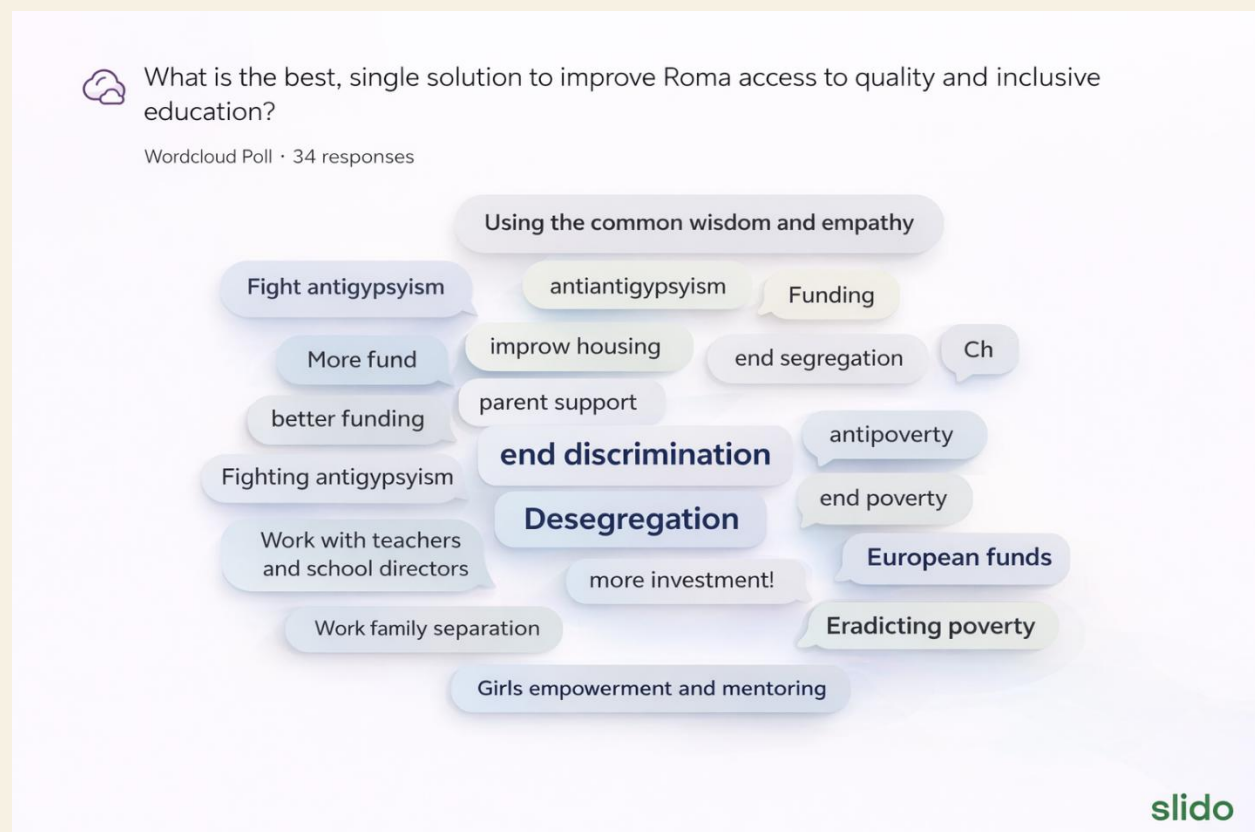 What is the best, single solution to improve Roma access to quality and inclusive
education?
Wordcloud Poll · 34 responses
Using the common wisdom and empathy
Fight antigypsyism
antiantigypsyism
Funding
More fund
improw housing
end segregation
Ch
better funding
parent support
end discrimination
antipoverty
Fighting antigypsyism
Desegregation
end poverty
Work with teachers
and school directors
more investment!
European funds
Work family separation
Eradicting poverty
Girls empowerment and mentoring
slido